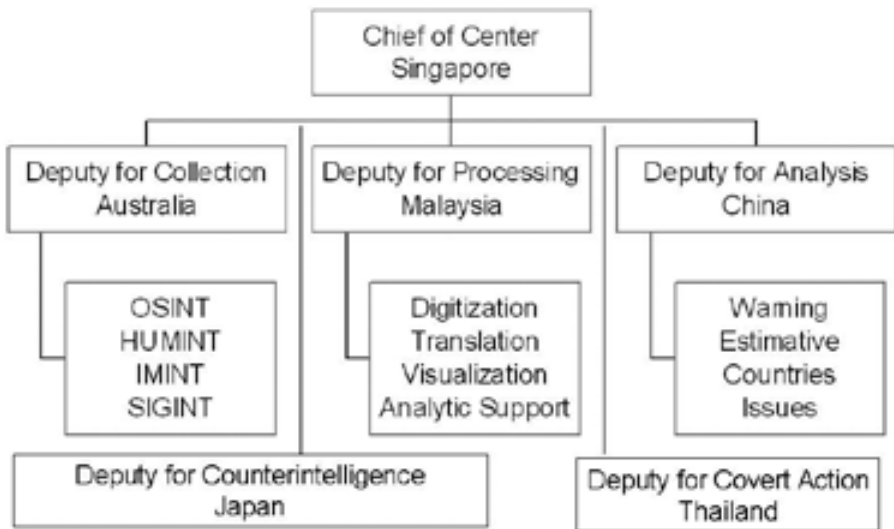 Chief of Center
Singapore
Deputy for Collection
Australia
Deputy for Processing
Malaysia
Deputy for Analysis
China
OSINT
HUMINT
IMINT
SIGINT
Digitization
Translation
Visualization
Analytic Support
Warning
Estimative
Countries
Issues
Deputy for Counterintelligence
Japan
Deputy for Covert Action
Thailand